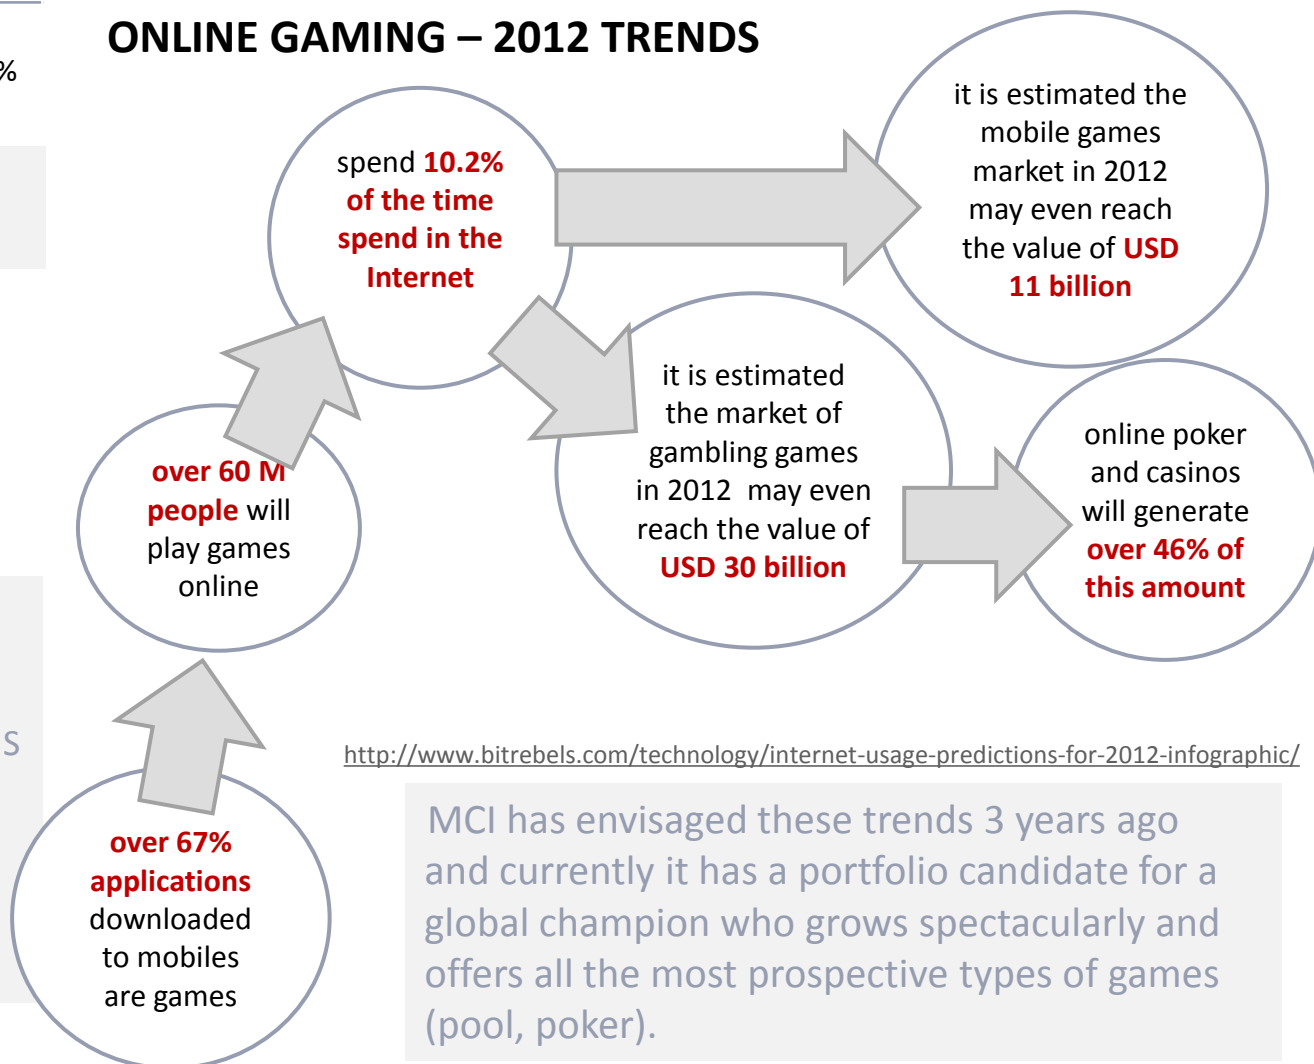 ONLINE GAMING – 2012 TRENDS
%
spend 10.2%
of the time
spend in the
Internet
it is estimated the
mobile games
market in 2012
may even reach
the value of USD
11 billion
it is estimated
the market of
gambling games
in 2012 may even
reach the value of
USD 30 billion
online poker
and casinos
will generate
over 46% of
this amount
over 60 M
people will
play games
online
over 67%
applications
downloaded
to mobiles
are games
S
http://www.bitrebels.com/technology/internet-usage-predictions-for-2012-infographic/
MCI has envisaged these trends 3 years ago
and currently it has a portfolio candidate for a
global champion who grows spectacularly and
offers all the most prospective types of games
(pool, poker).